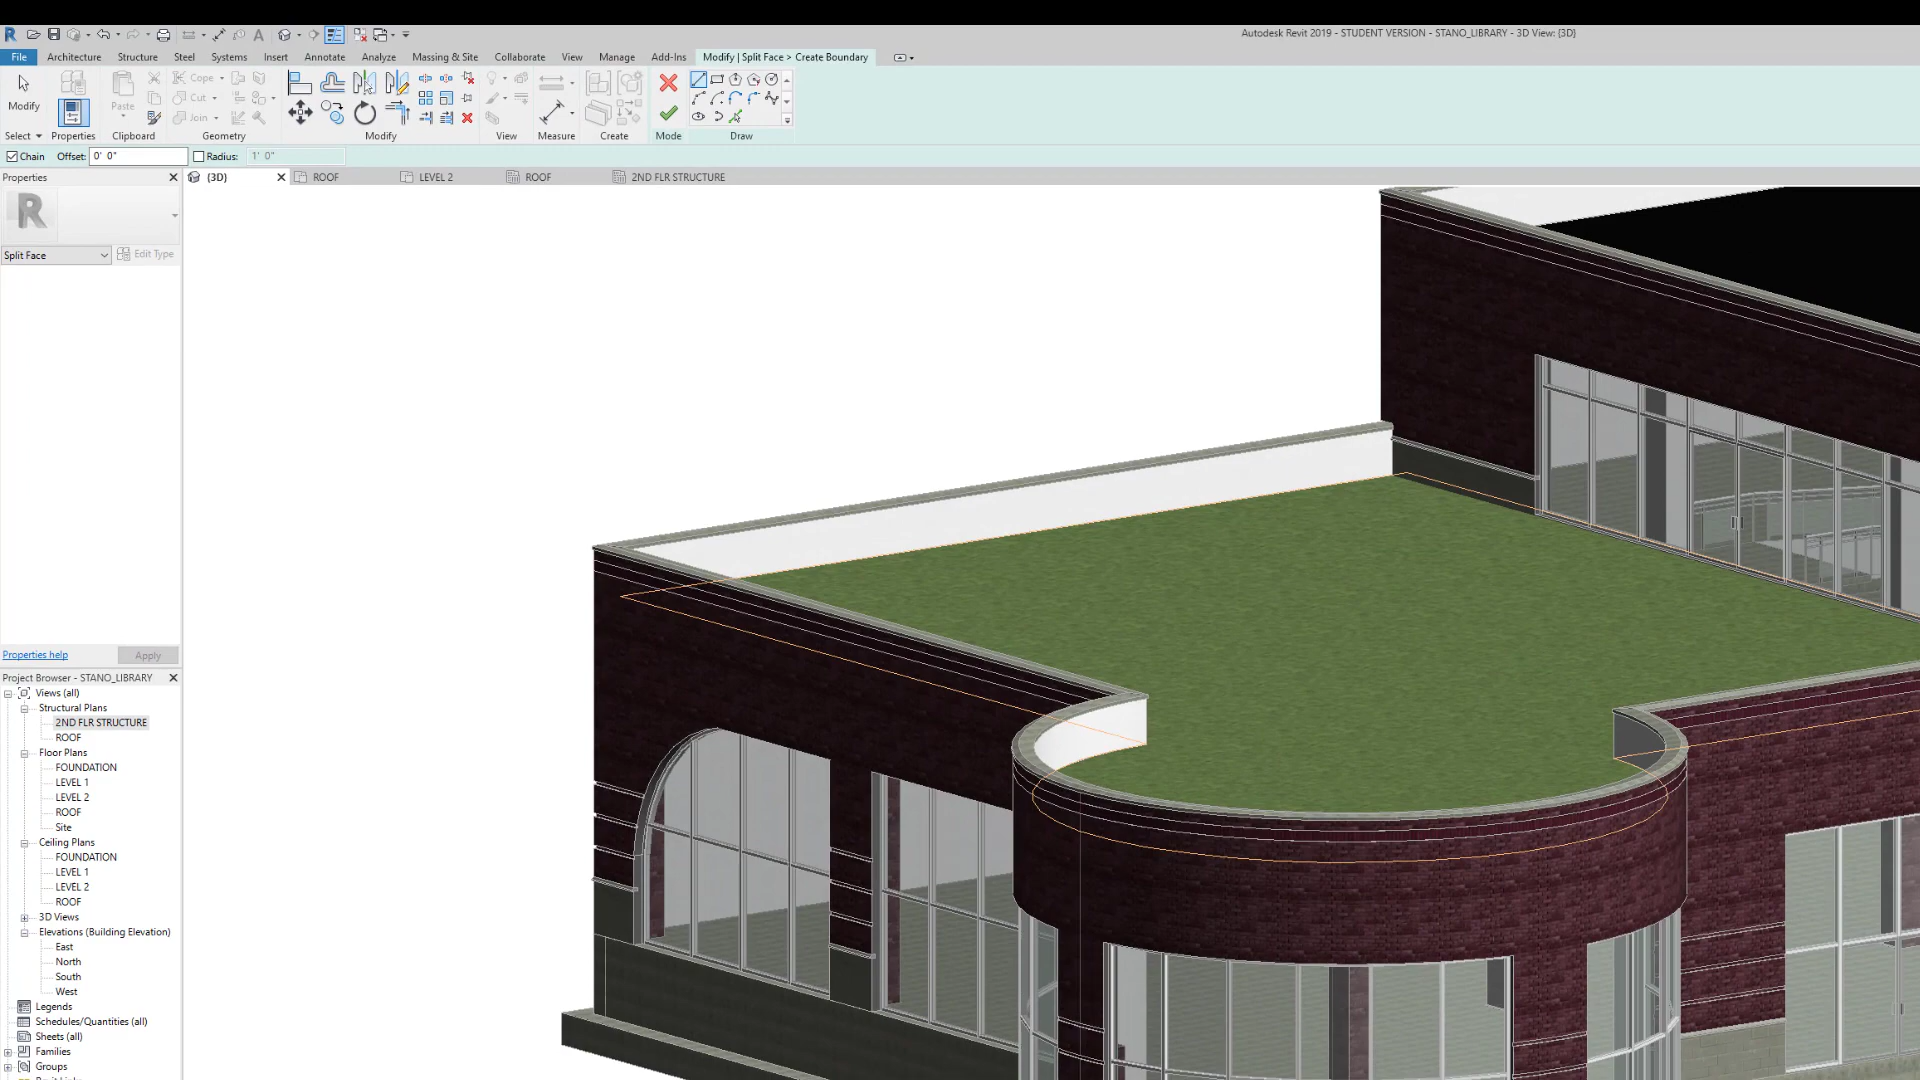 Autodesk Revit 2019 - STUDENT VERSION - STANO_LIBRARY - 3D View: {3D}
File Architecture Structure Steel Systems Insert Annotate Analyze Massing & Site Collaborate View Manage Add-Ins Modify | Split Face > Create Boundary
Modify Paste Cope Cut Join
Select Properties Clipboard Geometry Modify View Measure Create Mode Draw
Chain Offset: 0' 0" Radius: 1' 0"
Properties (3D) ROOF LEVEL 2 ROOF 2ND FLR STRUCTURE
Split Face Edit Type
Properties help Apply
Project Browser - STANO_LIBRARY
Views (all)
Structural Plans
2ND FLR STRUCTURE
ROOF
Floor Plans
FOUNDATION
LEVEL 1
LEVEL 2
ROOF
Site
Ceiling Plans
FOUNDATION
LEVEL 1
LEVEL 2
ROOF
3D Views
Elevations (Building Elevation)
East
North
South
West
Legends
Schedules/Quantities (all)
Sheets (all)
Families
Groups